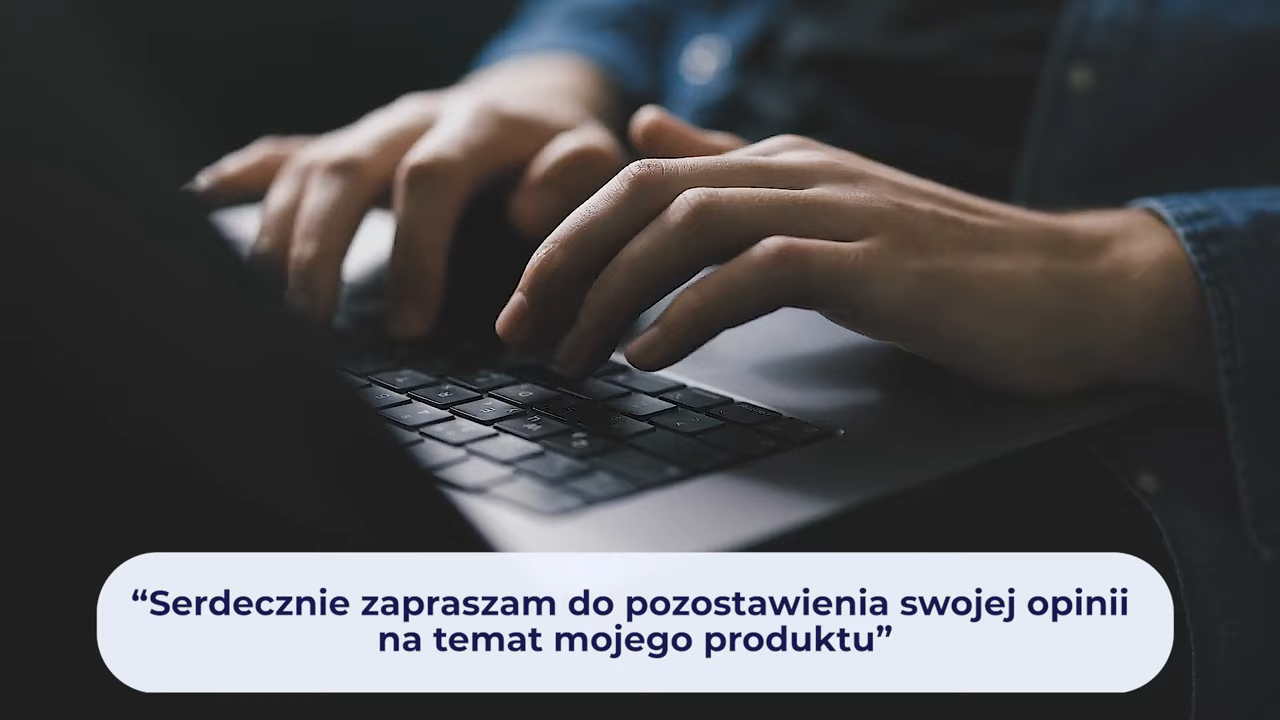 “Serdecznie zapraszam do pozostawienia swojej opinii
na temat mojego produktu”